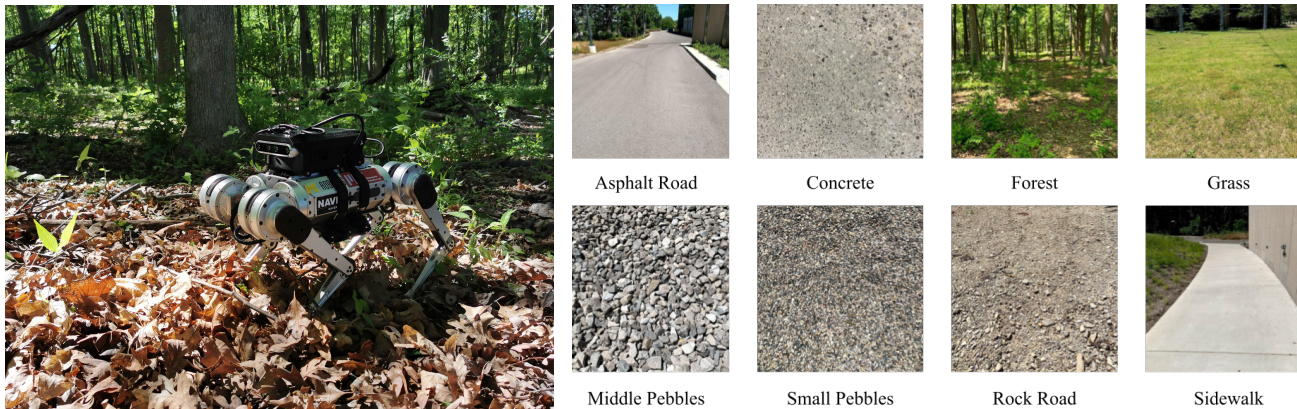 NAVI
Asphalt Road
Concrete
Forest
Grass
Middle Pebbles
Small Pebbles
Rock Road
Sidewalk